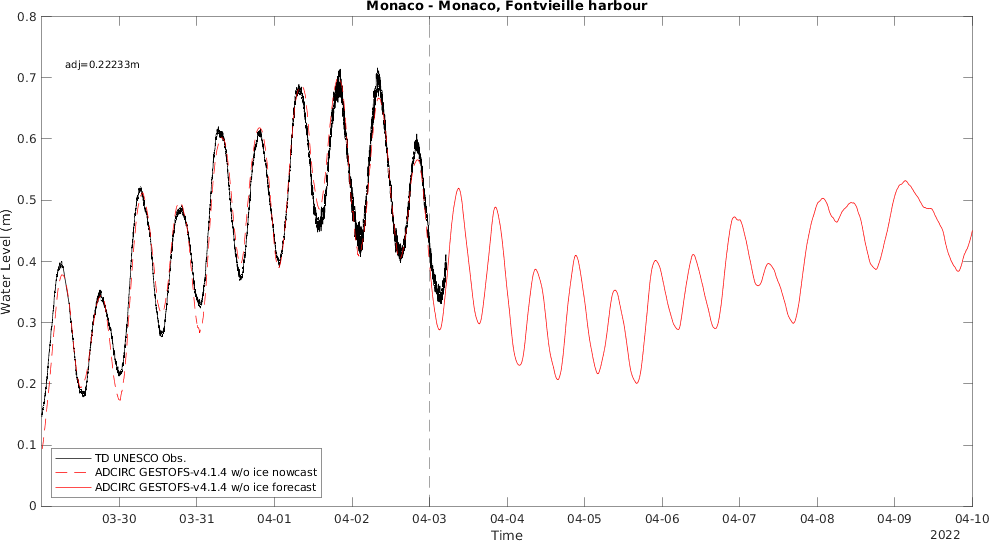 Monaco - Monaco, Fontvieille harbour
0.8
adj=0.22233m
0.7
0.6
0.5
0.4
0.3
0.2
0.1
0
Water Level (m)
TD UNESCO Obs.
ADCIRC GESTOFS-v4.1.4 w/o ice nowcast
ADCIRC GESTOFS-v4.1.4 w/o ice forecast
03-30 03-31 04-01 04-02 04-03 04-04 04-05 04-06 04-07 04-08 04-09 04-10
Time
2022